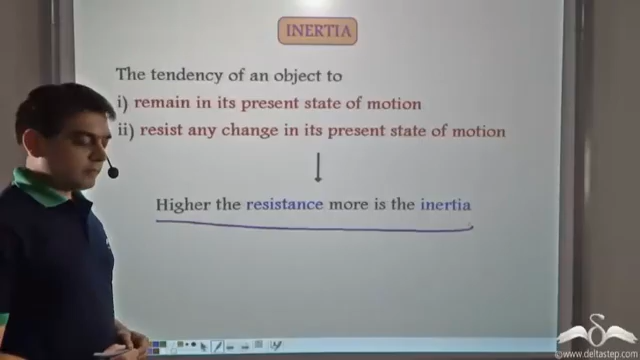 INERTIA
The tendency of an object to
i) remain in its present state of motion
ii) resist any change in its present state of motion
Higher the resistance more is the inertia
©www.deltastep.com